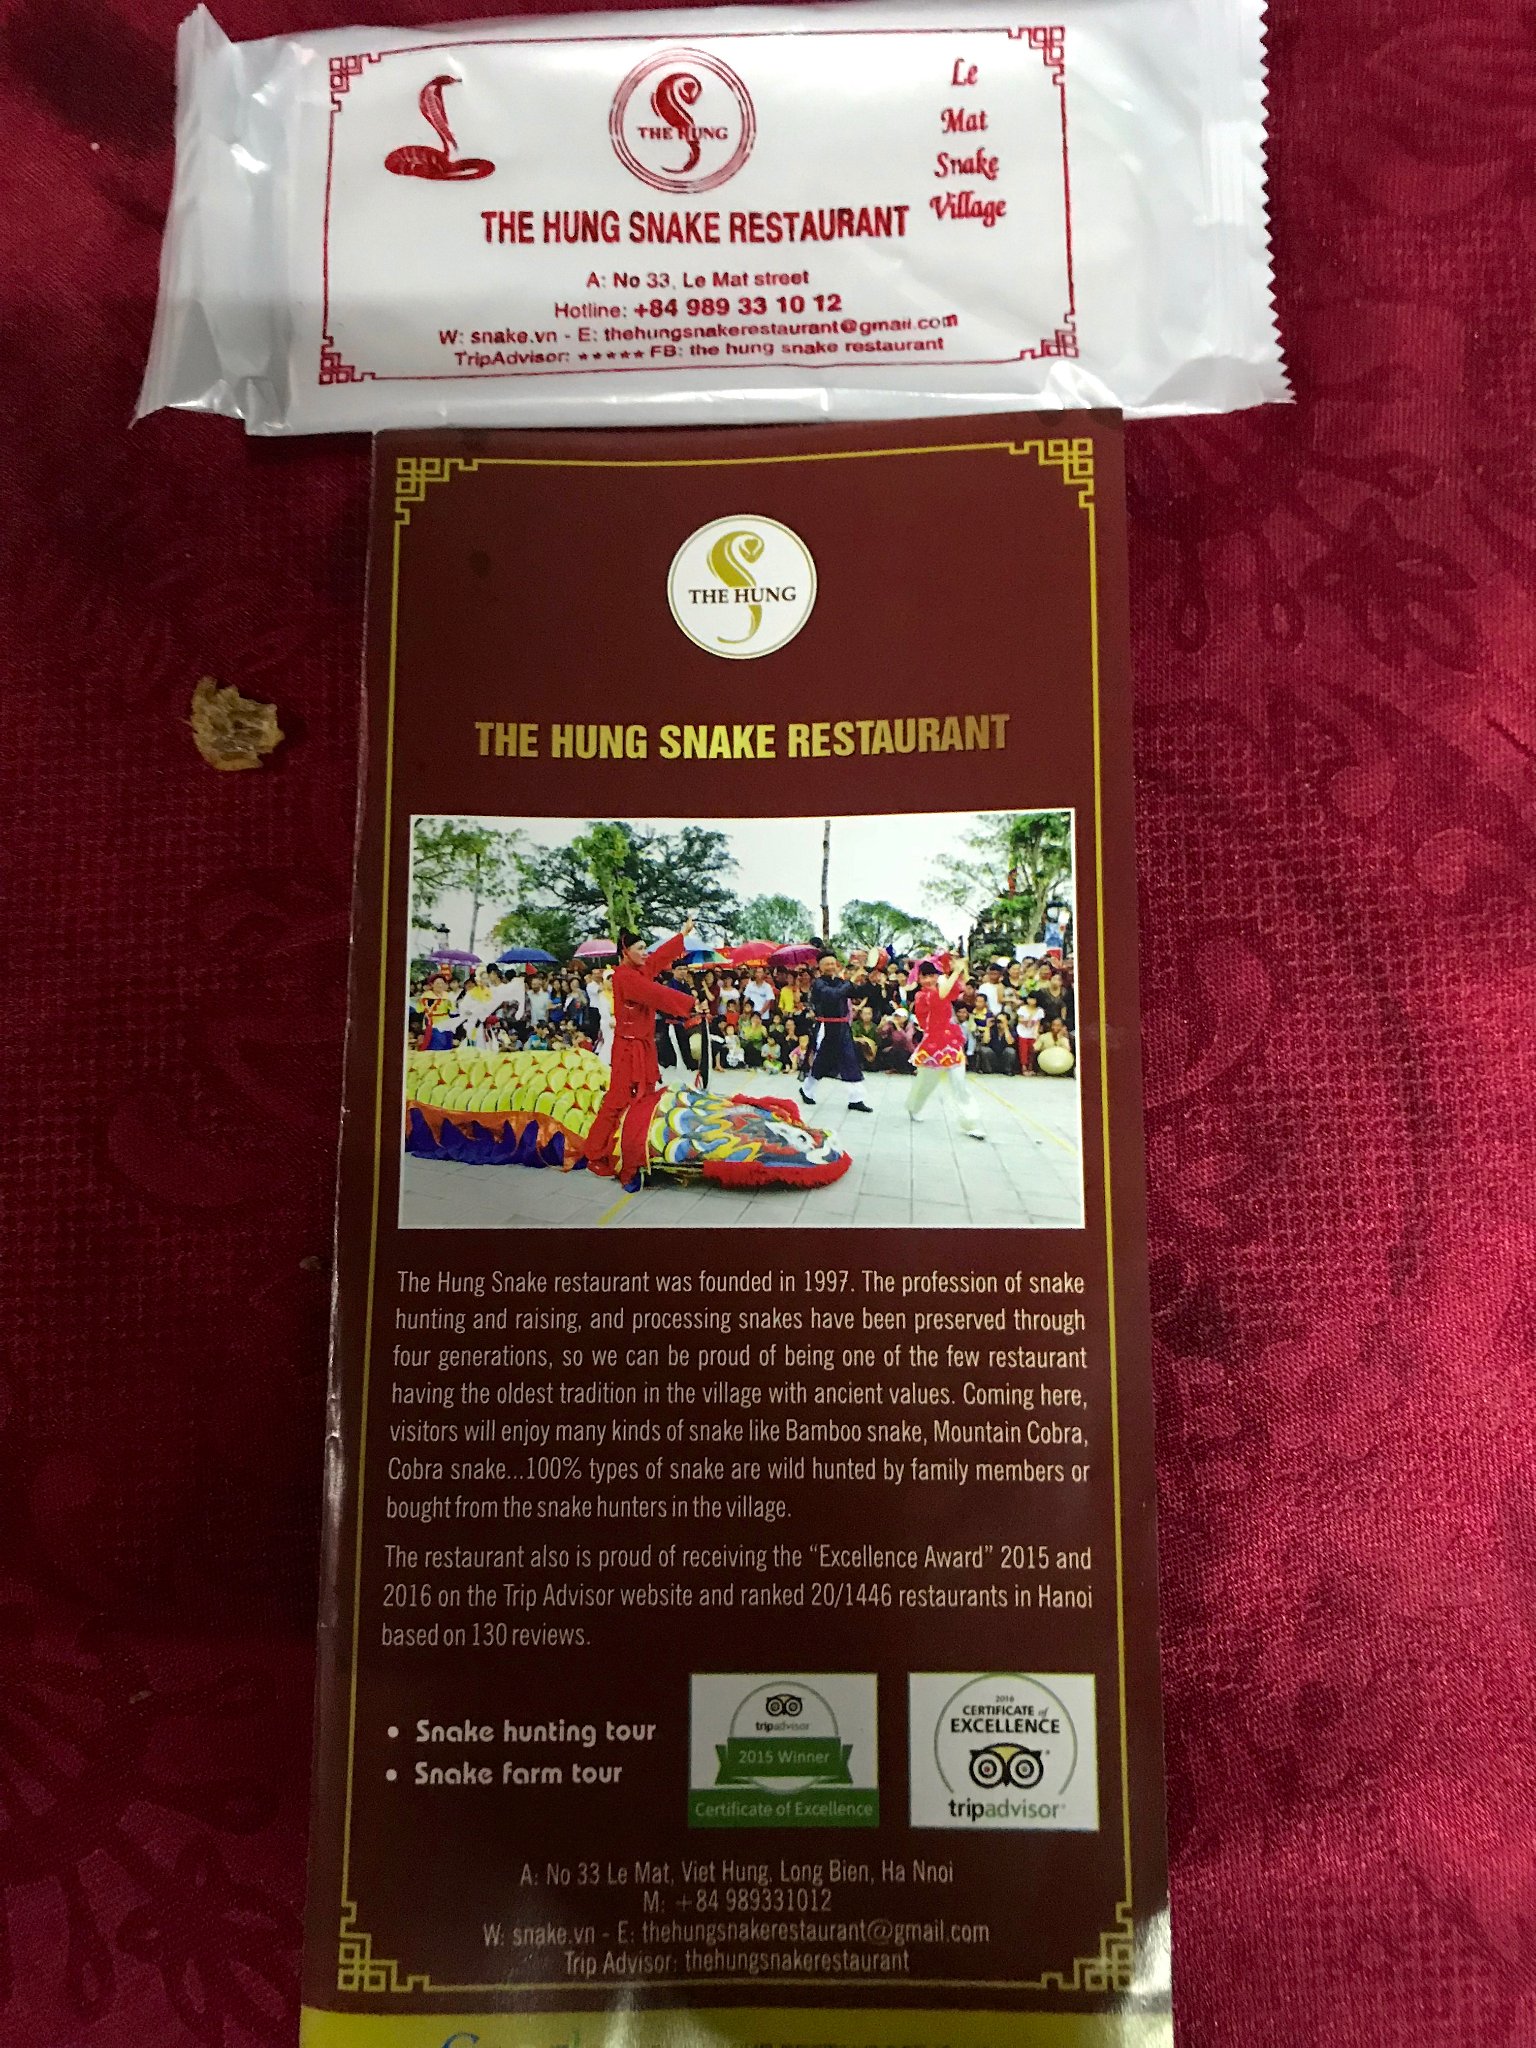 THE HUNG
Le
Mat
Snake
Village
THE HUNG SNAKE RESTAURANT
A: No 33, Le Mat street
Hotline: +84 989 33 10 12
W: snake.vn - E: thehungsnakerestaurant@gmail.com
TripAdvisor: ★★★★★ FB: the hung snake restaurant
THE HUNG
THE HUNG SNAKE RESTAURANT
The Hung Snake restaurant was founded in 1997. The profession of snake
hunting and raising, and processing snakes have been preserved through
four generations, so we can be proud of being one of the few restaurant
having the oldest tradition in the village with ancient values. Coming here,
visitors will enjoy many kinds of snake like Bamboo snake, Mountain Cobra,
Cobra snake...100% types of snake are wild hunted by family members or
bought from the snake hunters in the village.
The restaurant also is proud of receiving the “Excellence Award” 2015 and
2016 on the Trip Advisor website and ranked 20/1446 restaurants in Hanoi
based on 130 reviews.
• Snake hunting tour
• Snake farm tour
tripadvisor
2015 Winner
Certificate of Excellence
2016
CERTIFICATE of
EXCELLENCE
tripadvisor®
A: No 33 Le Mat, Viet Hung, Long Bien, Ha Nnoi
M: +84 989331012
W: snake.vn - E: thehungsnakerestaurant@gmail.com
Trip Advisor: thehungsnakerestaurant